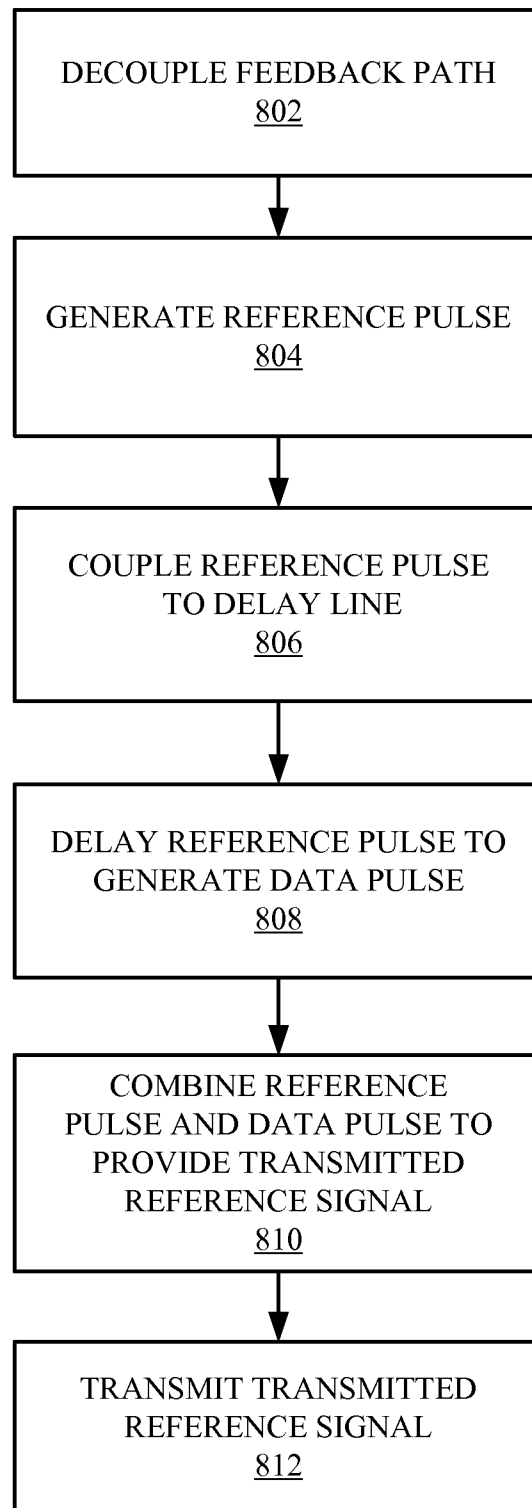 DECOUPLE FEEDBACK PATH
802
GENERATE REFERENCE PULSE
804
COUPLE REFERENCE PULSE
TO DELAY LINE
806
DELAY REFERENCE PULSE TO
GENERATE DATA PULSE
808
COMBINE REFERENCE
PULSE AND DATA PULSE TO
PROVIDE TRANSMITTED
REFERENCE SIGNAL
810
TRANSMIT TRANSMITTED
REFERENCE SIGNAL
812